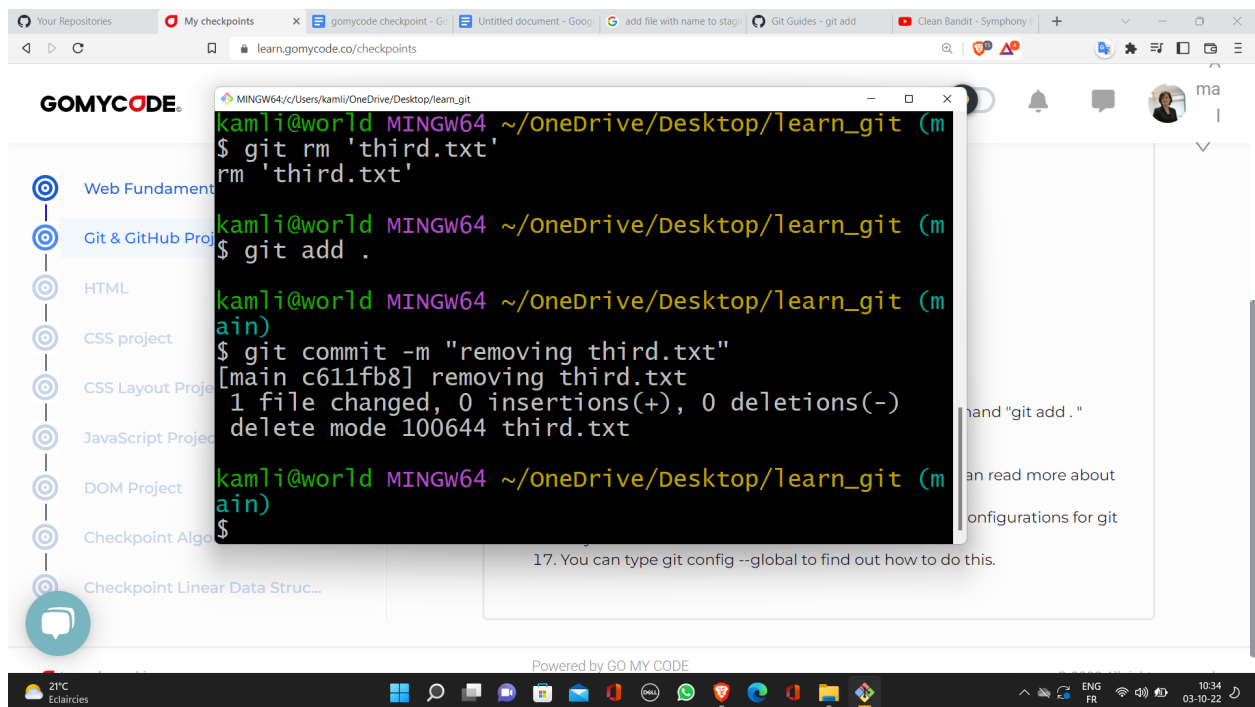 Your Repositories
My checkpoints
gomycode checkpoint - Go
Untitled document - Googl
add file with name to stagi
Git Guides - git add
Clean Bandit - Symphony (
learn.gomycode.co/checkpoints
GOMYCODE
ma
l
MINGW64:/c/Users/kamli/OneDrive/Desktop/learn_git
kamli@world MINGW64 ~/OneDrive/Desktop/learn_git (m
$ git rm 'third.txt'
rm 'third.txt'
kamli@world MINGW64 ~/OneDrive/Desktop/learn_git (m
$ git add .
kamli@world MINGW64 ~/OneDrive/Desktop/learn_git (m
ain)
$ git commit -m "removing third.txt"
[main c611fb8] removing third.txt
1 file changed, 0 insertions(+), 0 deletions(-)
delete mode 100644 third.txt
kamli@world MINGW64 ~/OneDrive/Desktop/learn_git (m
ain)
$
Web Fundament
Git & GitHub Proj
HTML
CSS project
CSS Layout Proje
JavaScript Projec
DOM Project
Checkpoint Algo
Checkpoint Linear Data Struc...
hand "git add . "
an read more about
onfigurations for git
17. You can type git config --global to find out how to do this.
Powered by GO MY CODE
21°C
Eclaircies
DELL
ENG
FR
10:34
03-10-22